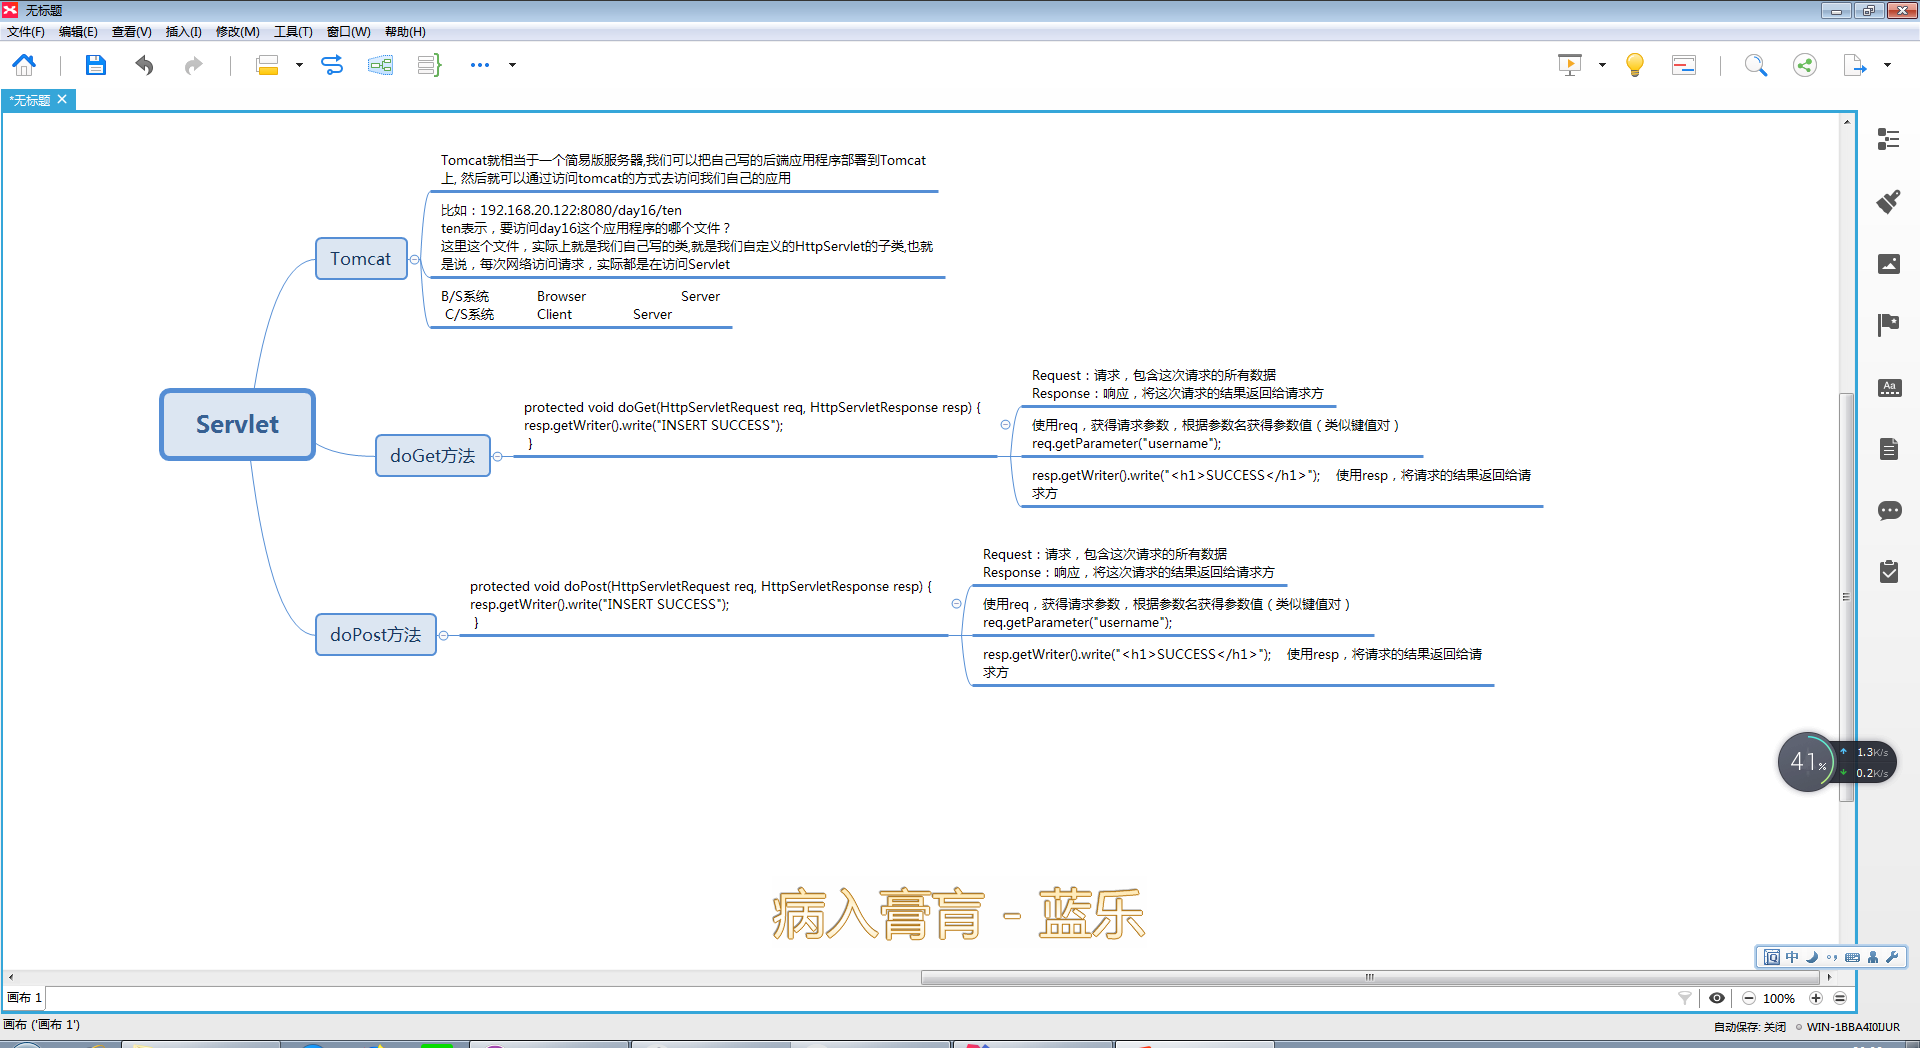 无标题
文件(F) 编辑(E) 查看(V) 插入(I) 修改(M) 工具(T) 窗口(W) 帮助(H)
*无标题
Tomcat就相当于一个简易版服务器,我们可以把自己写的后端应用程序部署到Tomcat
上, 然后就可以通过访问tomcat的方式去访问我们自己的应用
比如：192.168.20.122:8080/day16/ten
ten表示，要访问day16这个应用程序的哪个文件？
这里这个文件，实际上就是我们自己写的类,就是我们自定义的HttpServlet的子类,也就
是说，每次网络访问请求，实际都是在访问Servlet
Tomcat
B/S系统 Browser Server
C/S系统 Client Server
Servlet
Request：请求，包含这次请求的所有数据
Response：响应，将这次请求的结果返回给请求方
protected void doGet(HttpServletRequest req, HttpServletResponse resp) {
resp.getWriter().write("INSERT SUCCESS");
}
使用req，获得请求参数，根据参数名获得参数值（类似键值对）
req.getParameter("username");
doGet方法
resp.getWriter().write("<h1>SUCCESS</h1>"); 使用resp，将请求的结果返回给请
求方
Request：请求，包含这次请求的所有数据
Response：响应，将这次请求的结果返回给请求方
protected void doPost(HttpServletRequest req, HttpServletResponse resp) {
resp.getWriter().write("INSERT SUCCESS");
}
使用req，获得请求参数，根据参数名获得参数值（类似键值对）
req.getParameter("username");
doPost方法
resp.getWriter().write("<h1>SUCCESS</h1>"); 使用resp，将请求的结果返回给请
求方
Aa
41%
1.3K/s
0.2K/s
病入膏肓 - 蓝乐
中
画布 1
100%
画布 ('画布 1')
自动保存: 关闭 WIN-1BBA4I0IJUR